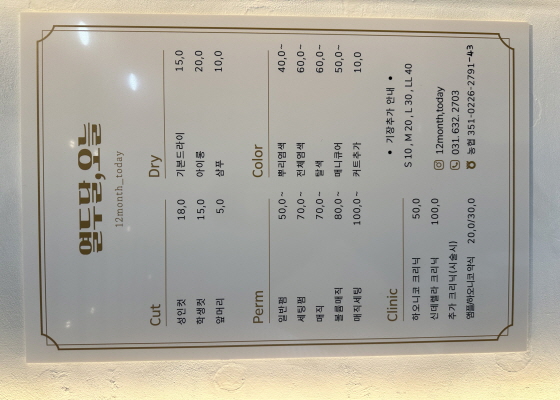 열두달,오늘
12month_today
Cut
성인컷 18,0
학생컷 15,0
앞머리 5,0
Dry
기본드라이 15,0
아이롱 20,0
샴푸 10,0
Perm
일반펌 50,0~
세팅펌 70,0~
매직 70,0~
볼륨매직 80,0~
매직세팅 100,0~
Color
뿌리염색 40,0~
전체염색 60,0~
탈색 60,0~
매니큐어 50,0~
커트추가 10,0
Clinic
하오니코 크리닉 50,0
신데렐라 크리닉 100,0
추가 크리닉(시술시)
앰플/하오니코 약식 20,0/30,0
• 기장추가 안내 •
S 10 , M 20 , L 30 , LL 40
12month,today
031. 632. 2703
농협 351-0226-2791-43